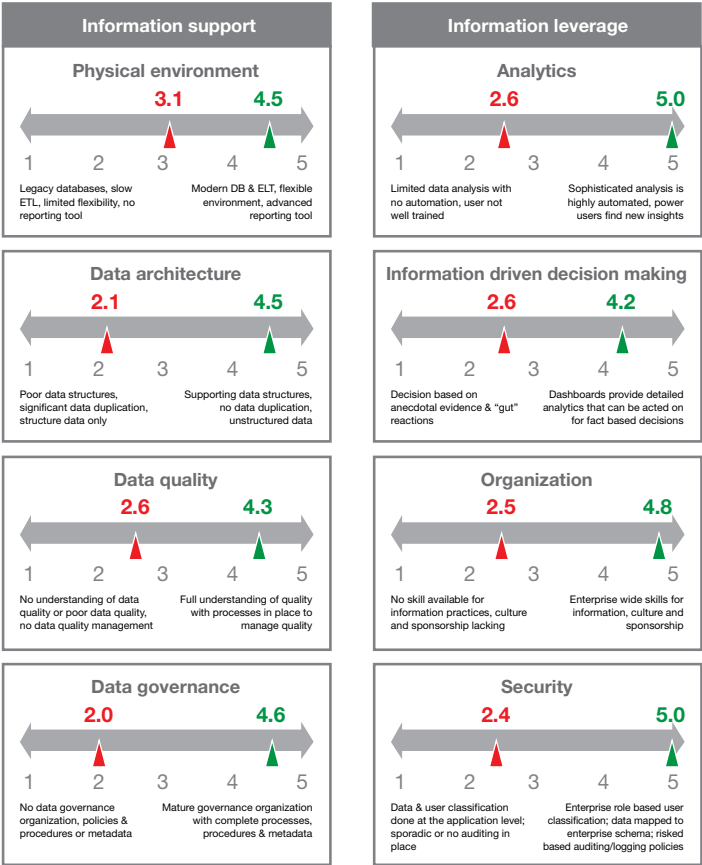 Information support
Physical environment
3.1 4.5
1 2 3 4 5
Legacy databases, slow
ETL, limited flexibility, no
reporting tool
Modern DB & ELT, flexible
environment, advanced
reporting tool
Data architecture
2.1 4.5
1 2 3 4 5
Poor data structures,
significant data duplication,
structure data only
Supporting data structures,
no data duplication,
unstructured data
Data quality
2.6 4.3
1 2 3 4 5
No understanding of data
quality or poor data quality,
no data quality management
Full understanding of quality
with processes in place to
manage quality
Data governance
2.0 4.6
1 2 3 4 5
No data governance
organization, policies &
procedures or metadata
Mature governance organization
with complete processes,
procedures & metadata
Information leverage
Analytics
2.6 5.0
1 2 3 4 5
Limited data analysis with
no automation, user not
well trained
Sophisticated analysis is
highly automated, power
users find new insights
Information driven decision making
2.6 4.2
1 2 3 4 5
Decision based on
anecdotal evidence & “gut”
reactions
Dashboards provide detailed
analytics that can be acted on
for fact based decisions
Organization
2.5 4.8
1 2 3 4 5
No skill available for
information practices, culture
and sponsorship lacking
Enterprise wide skills for
information, culture and
sponsorship
Security
2.4 5.0
1 2 3 4 5
Data & user classification
done at the application level;
sporadic or no auditing in
place
Enterprise role based user
classification; data mapped to
enterprise schema; risked
based auditing/logging policies